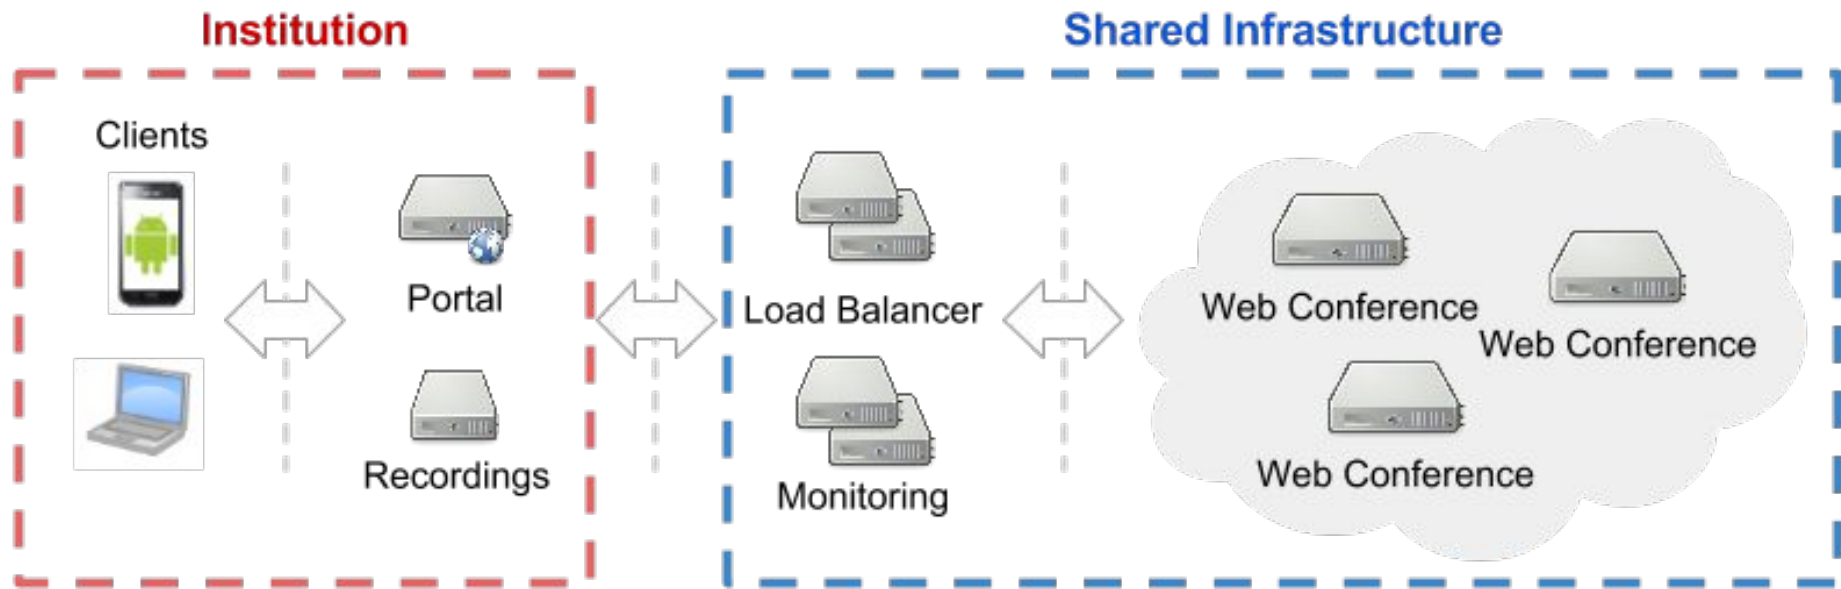 Institution
Shared Infrastructure
Clients
Portal
Recordings
Load Balancer
Monitoring
Web Conference
Web Conference
Web Conference